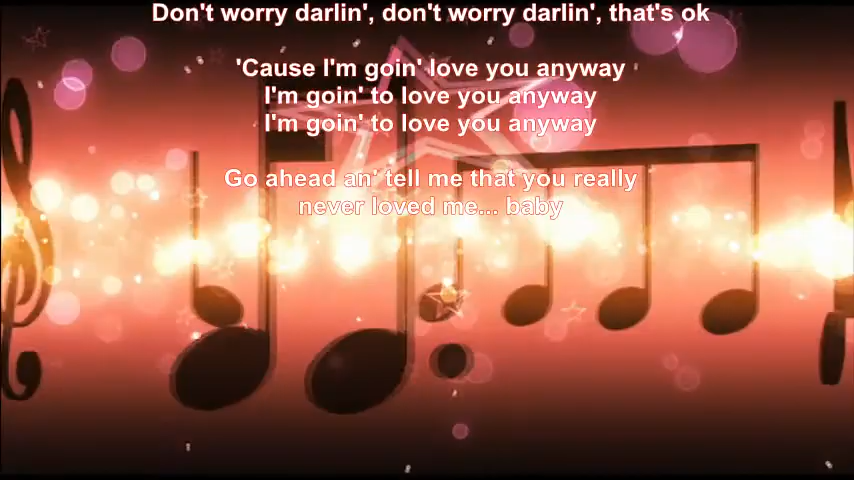 Don't worry darlin', don't worry darlin', that's ok
'Cause I'm goin' love you anyway
I'm goin' to love you anyway
I'm goin' to love you anyway
Go ahead an' tell me that you really
never loved me... baby